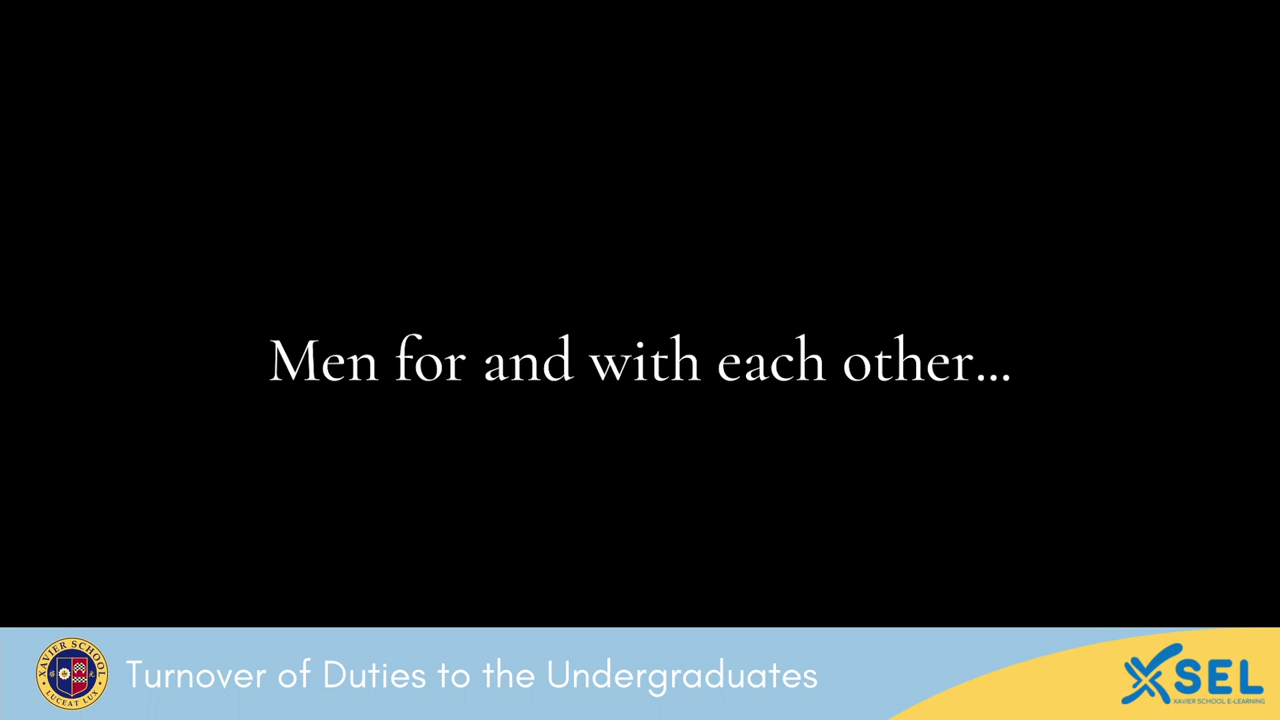 Men for and with each other...
XAVIER SCHOOL
LUCEAT LUX
Turnover of Duties to the Undergraduates
XSEL
XAVIER SCHOOL E-LEARNING